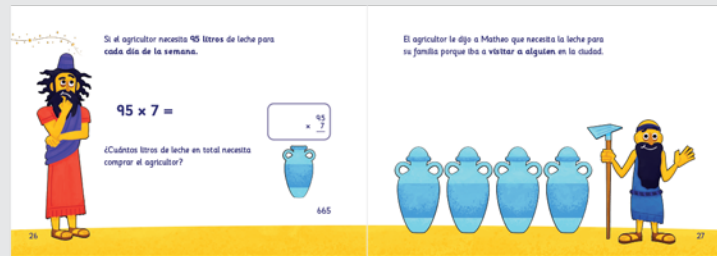 Si el agricultor necesita 95 litros de leche para
cada día de la semana.
95 x 7 =
95
x 7
¿Cuántos litros de leche en total necesita
comprar el agricultor?
665
26
El agricultor le dijo a Matheo que necesita la leche para
su familia porque iba a visitar a alguien en la ciudad.
27